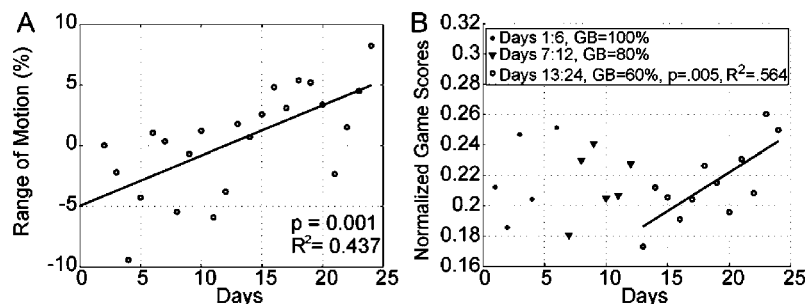 A
Range of Motion (%)
10
5
0
-5
-10
0
5
10
15
20
25
Days
p = 0.001
R²= 0.437
B
Normalized Game Scores
0.32
0.3
0.28
0.26
0.24
0.22
0.2
0.18
0.16
0
5
10
15
20
25
Days
Days 1:6, GB=100%
Days 7:12, GB=80%
Days 13:24, GB=60%, p=.005, R²=.564